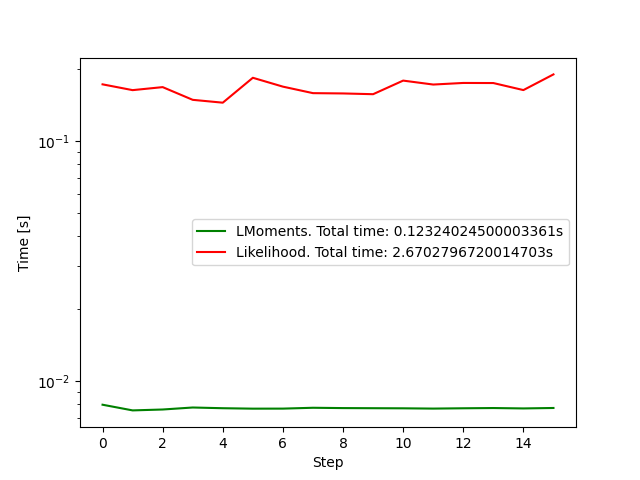 10⁻¹
10⁻²
Time [s]
LMoments. Total time: 0.12324024500003361s
Likelihood. Total time: 2.6702796720014703s
0 2 4 6 8 10 12 14
Step